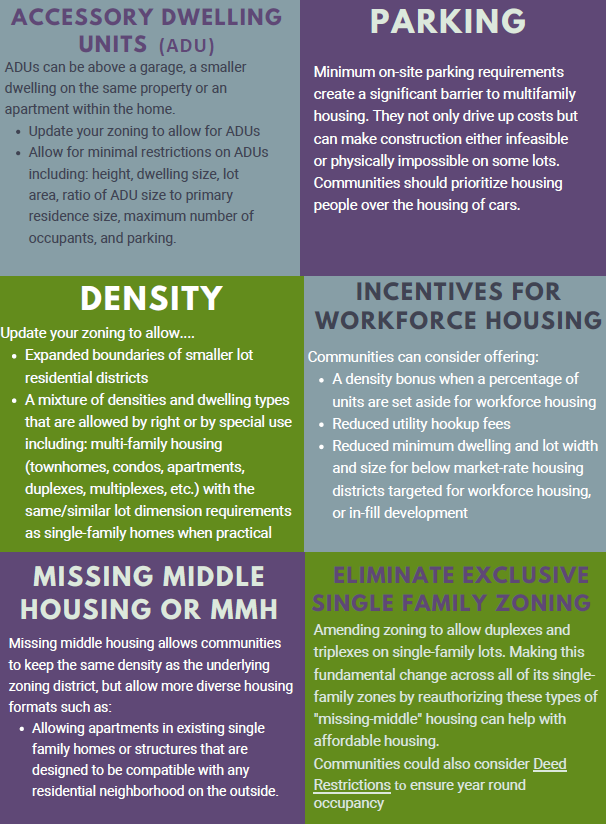 ACCESSORY DWELLING
UNITS (ADU)
ADUs can be above a garage, a smaller
dwelling on the same property or an
apartment within the home.
• Update your zoning to allow for ADUs
• Allow for minimal restrictions on ADUs
including: height, dwelling size, lot
area, ratio of ADU size to primary
residence size, maximum number of
occupants, and parking.
PARKING
Minimum on-site parking requirements
create a significant barrier to multifamily
housing. They not only drive up costs but
can make construction either infeasible
or physically impossible on some lots.
Communities should prioritize housing
people over the housing of cars.
DENSITY
Update your zoning to allow....
• Expanded boundaries of smaller lot
residential districts
• A mixture of densities and dwelling types
that are allowed by right or by special use
including: multi-family housing
(townhomes, condos, apartments,
duplexes, multiplexes, etc.) with the
same/similar lot dimension requirements
as single-family homes when practical
INCENTIVES FOR
WORKFORCE HOUSING
Communities can consider offering:
• A density bonus when a percentage of
units are set aside for workforce housing
• Reduced utility hookup fees
• Reduced minimum dwelling and lot width
and size for below market-rate housing
districts targeted for workforce housing,
or in-fill development
MISSING MIDDLE
HOUSING OR MMH
Missing middle housing allows communities
to keep the same density as the underlying
zoning district, but allow more diverse housing
formats such as:
• Allowing apartments in existing single
family homes or structures that are
designed to be compatible with any
residential neighborhood on the outside.
ELIMINATE EXCLUSIVE
SINGLE FAMILY ZONING
Amending zoning to allow duplexes and
triplexes on single-family lots. Making this
fundamental change across all of its single-
family zones by reauthorizing these types of
"missing-middle" housing can help with
affordable housing.
Communities could also consider Deed
Restrictions to ensure year round
occupancy